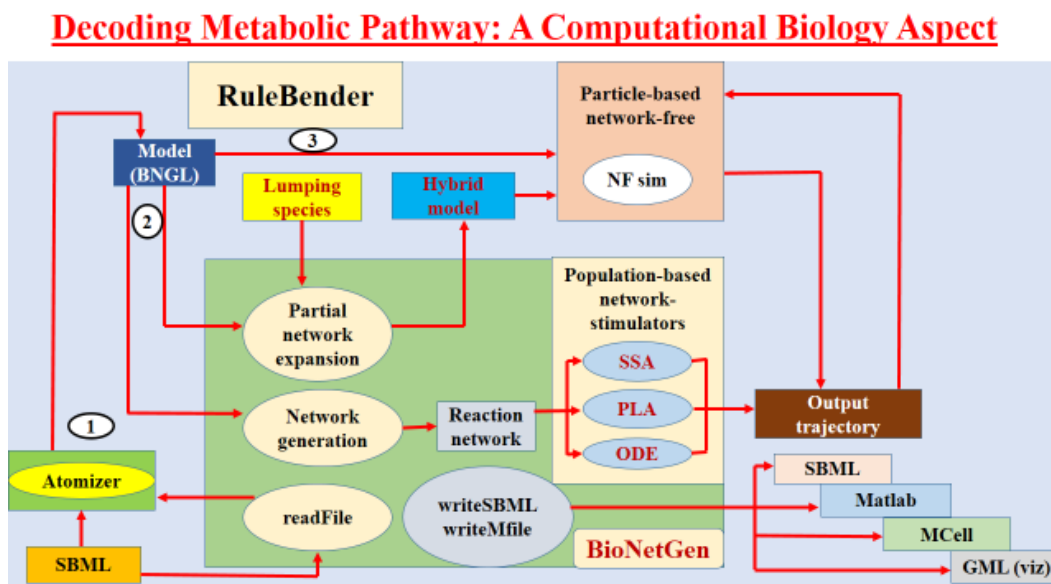 Decoding Metabolic Pathway: A Computational Biology Aspect
RuleBender
Particle-based
network-free
3
Model
(BNGL)
NF sim
Lumping
species
Hybrid
model
2
Population-based
network-
stimulators
Partial
network
expansion
SSA
Network
generation
Reaction
network
PLA
Output
trajectory
1
ODE
SBML
Atomizer
Matlab
readFile
writeSBML
writeMfile
MCell
BioNetGen
SBML
GML (viz)